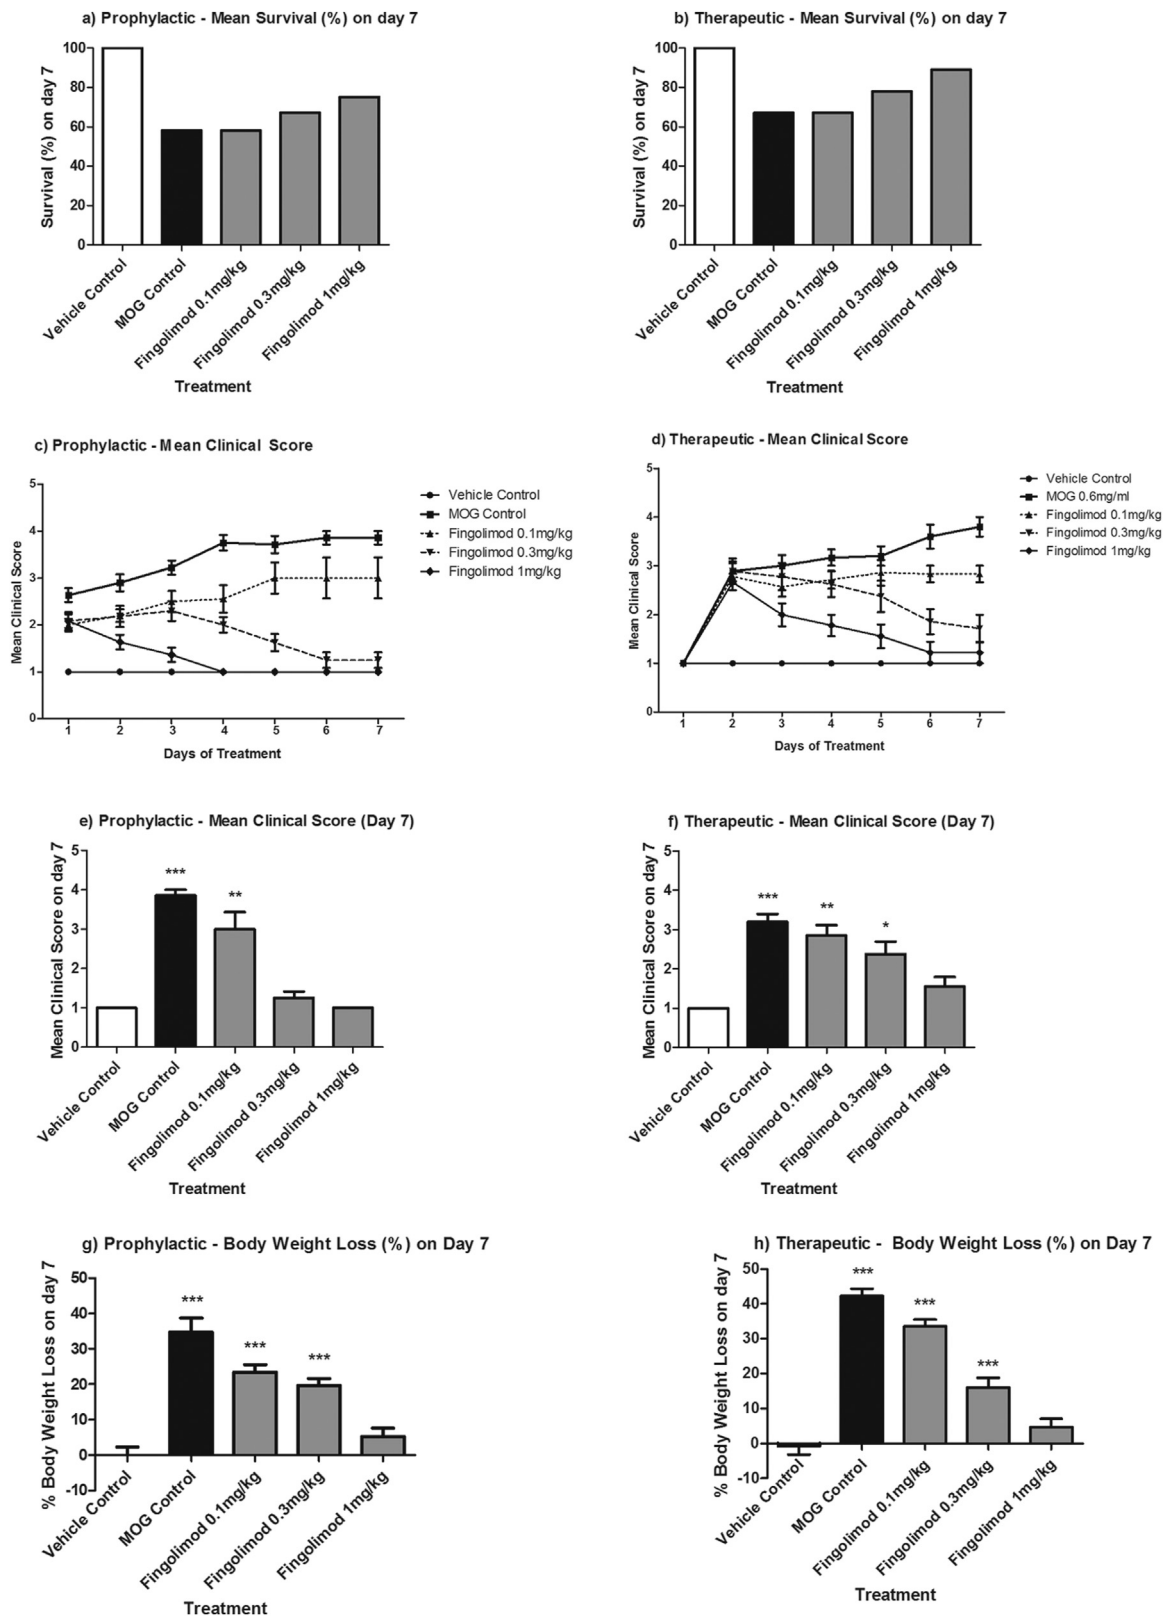 a) Prophylactic - Mean Survival (%) on day 7
Survival (%) on day 7
100
80
60
40
20
0
Vehicle Control
MOG Control
Fingolimod 0.1mg/kg
Fingolimod 0.3mg/kg
Fingolimod 1mg/kg
Treatment
b) Therapeutic - Mean Survival (%) on day 7
Survival (%) on day 7
100
80
60
40
20
0
Vehicle Control
MOG Control
Fingolimod 0.1mg/kg
Fingolimod 0.3mg/kg
Fingolimod 1mg/kg
Treatment
c) Prophylactic - Mean Clinical Score
Mean Clinical Score
5
4
3
2
1
0
1 2 3 4 5 6 7
Days of Treatment
Vehicle Control
MOG Control
Fingolimod 0.1mg/kg
Fingolimod 0.3mg/kg
Fingolimod 1mg/kg
d) Therapeutic - Mean Clinical Score
Mean Clinical Score
5
4
3
2
1
0
1 2 3 4 5 6 7
Days of Treatment
Vehicle Control
MOG 0.6mg/ml
Fingolimod 0.1mg/kg
Fingolimod 0.3mg/kg
Fingolimod 1mg/kg
e) Prophylactic - Mean Clinical Score (Day 7)
Mean Clinical Score on day 7
5
4
3
2
1
0
***
**
Vehicle Control
MOG Control
Fingolimod 0.1mg/kg
Fingolimod 0.3mg/kg
Fingolimod 1mg/kg
Treatment
f) Therapeutic - Mean Clinical Score (Day 7)
Mean Clinical Score on day 7
5
4
3
2
1
0
***
**
*
Vehicle Control
MOG Control
Fingolimod 0.1mg/kg
Fingolimod 0.3mg/kg
Fingolimod 1mg/kg
Treatment
g) Prophylactic - Body Weight Loss (%) on Day 7
% Body Weight Loss on day 7
50
40
30
20
10
0
-10
***
***
***
Vehicle Control
MOG Control
Fingolimod 0.1mg/kg
Fingolimod 0.3mg/kg
Fingolimod 1mg/kg
Treatment
h) Therapeutic - Body Weight Loss (%) on Day 7
% Body Weight Loss on day 7
50
40
30
20
10
0
-10
***
***
***
Vehicle Control
MOG Control
Fingolimod 0.1mg/kg
Fingolimod 0.3mg/kg
Fingolimod 1mg/kg
Treatment